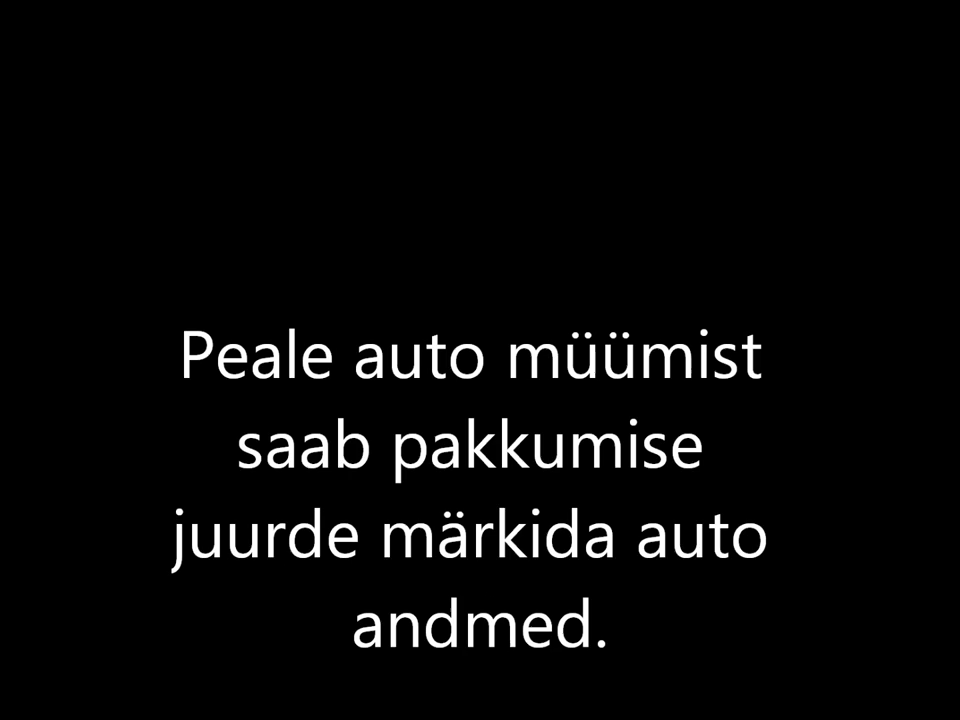 Peale auto müümist
saab pakkumise
juurde märkida auto
andmed.